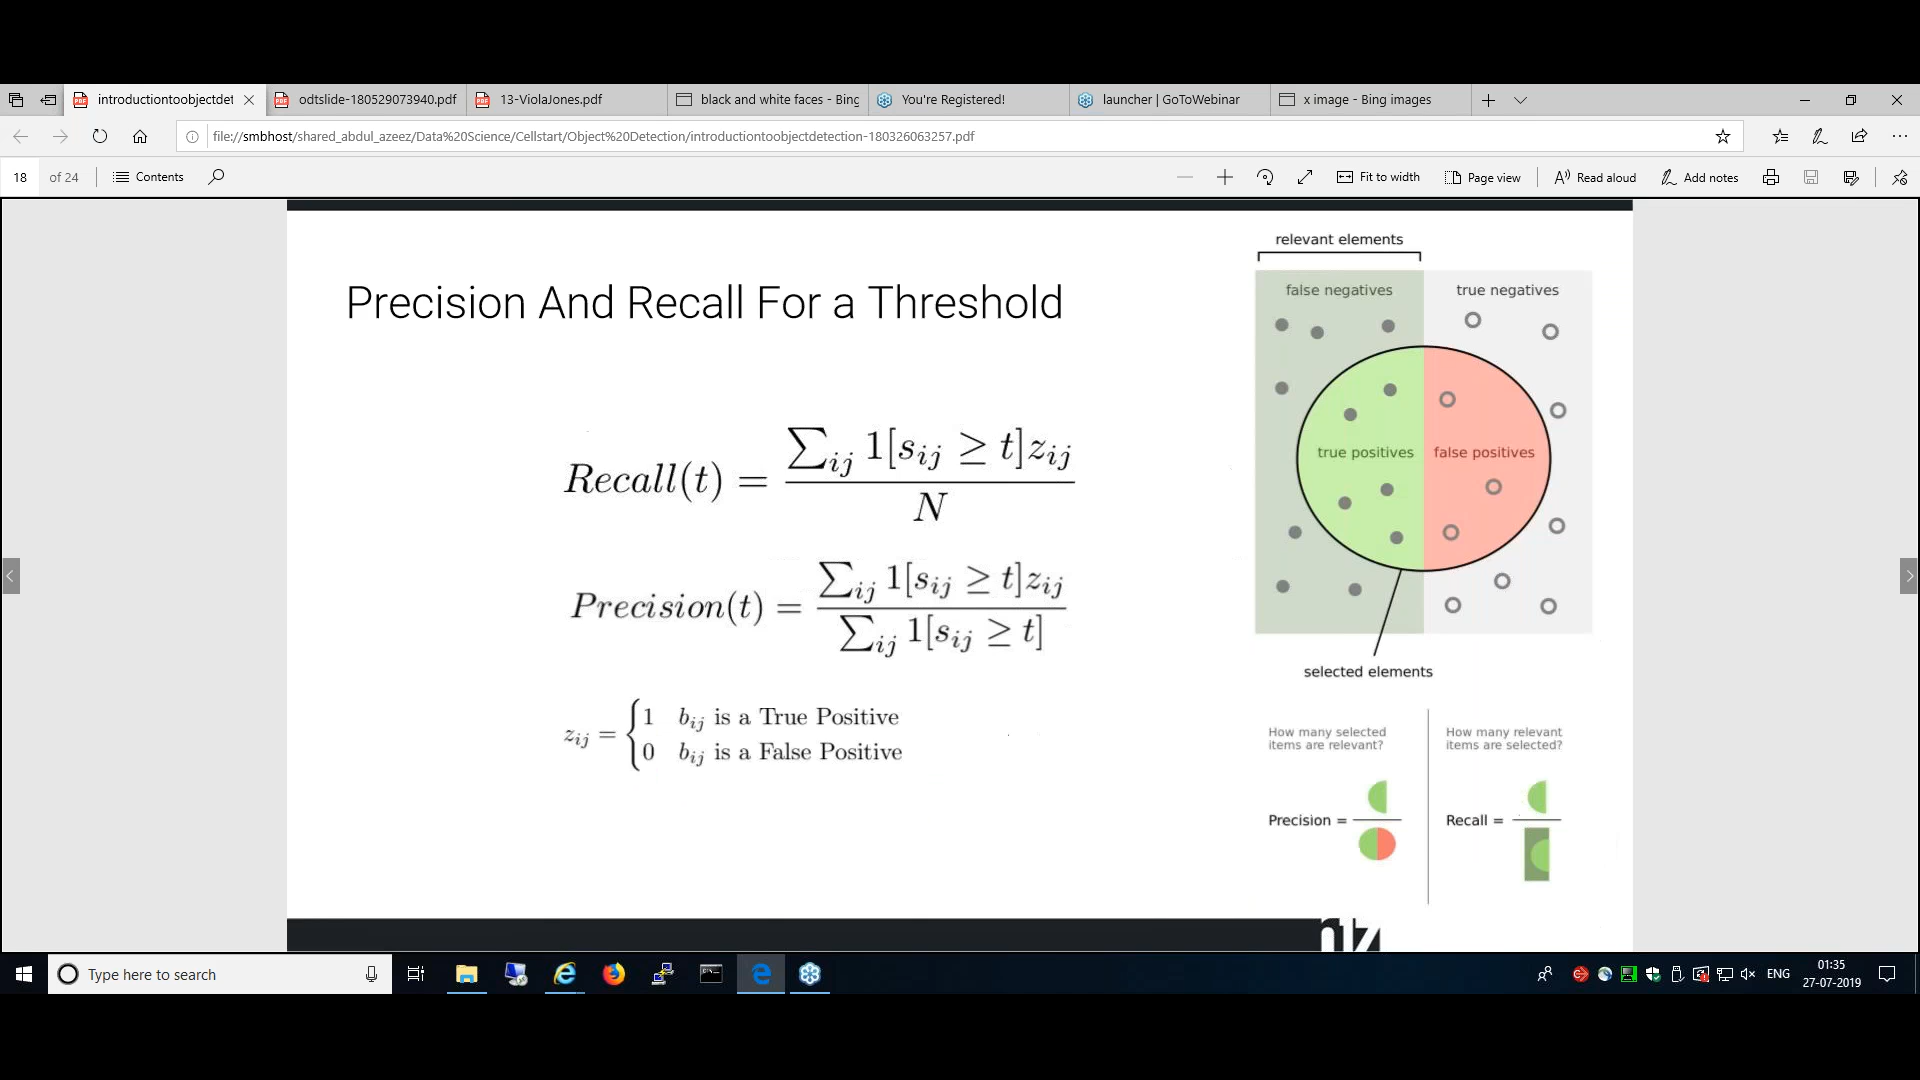 introductiontoobjectdet
odtslide-180529073940.pdf
13-ViolaJones.pdf
black and white faces - Bing
You're Registered!
launcher | GoToWebinar
x image - Bing images
file://smbhost/shared_abdul_azeez/Data%20Science/Cellstart/Object%20Detection/introductiontoobjectdetection-180326063257.pdf
18 of 24 Contents Fit to width Page view Read aloud Add notes
Precision And Recall For a Threshold
Recall(t) = ∑ij 1[sij ≥ t]zij / N
Precision(t) = ∑ij 1[sij ≥ t]zij / ∑ij 1[sij ≥ t]
zij = { 1 bij is a True Positive
0 bij is a False Positive
relevant elements
false negatives true negatives
true positives false positives
selected elements
How many selected
items are relevant?
How many relevant
items are selected?
Precision =
Recall =
Type here to search
ENG
01:35
27-07-2019